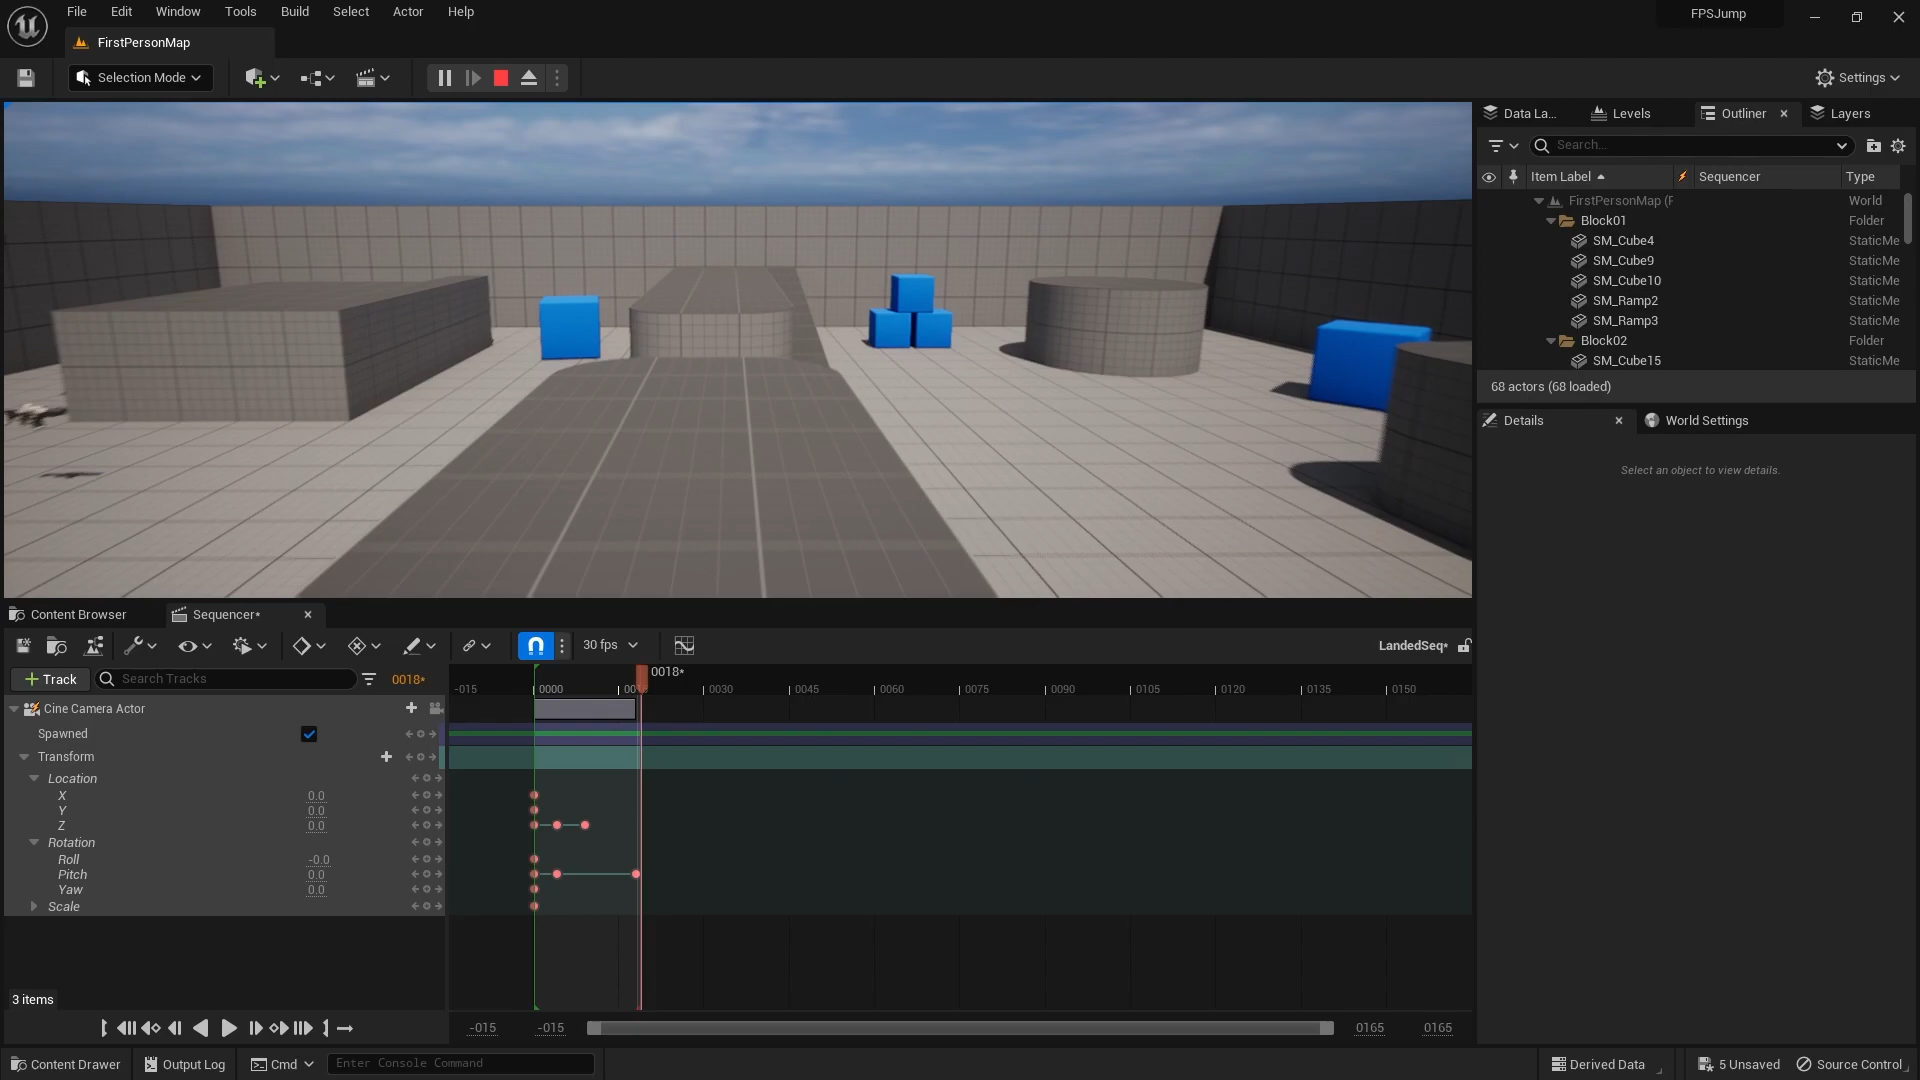 File Edit Window Tools Build Select Actor Help
FPSJump
FirstPersonMap
Selection Mode
Settings
Data La... Levels Outliner Layers
Search...
Item Label Sequencer Type
FirstPersonMap (F World
Block01 Folder
SM_Cube4 StaticMe
SM_Cube9 StaticMe
SM_Cube10 StaticMe
SM_Ramp2 StaticMe
SM_Ramp3 StaticMe
Block02 Folder
SM_Cube15 StaticMe
68 actors (68 loaded)
Details World Settings
Select an object to view details.
Content Browser Sequencer*
30 fps
LandedSeq*
Track
Search Tracks
0018*
0018*
-015 0000 0030 0045 0060 0075 0090 0105 0120 0135 0150
Cine Camera Actor
Spawned
Transform
Location
X 0.0
Y 0.0
Z 0.0
Rotation
Roll -0.0
Pitch 0.0
Yaw 0.0
Scale
3 items
-015 -015 0165 0165
Content Drawer Output Log Cmd Enter Console Command
Derived Data 5 Unsaved Source Control